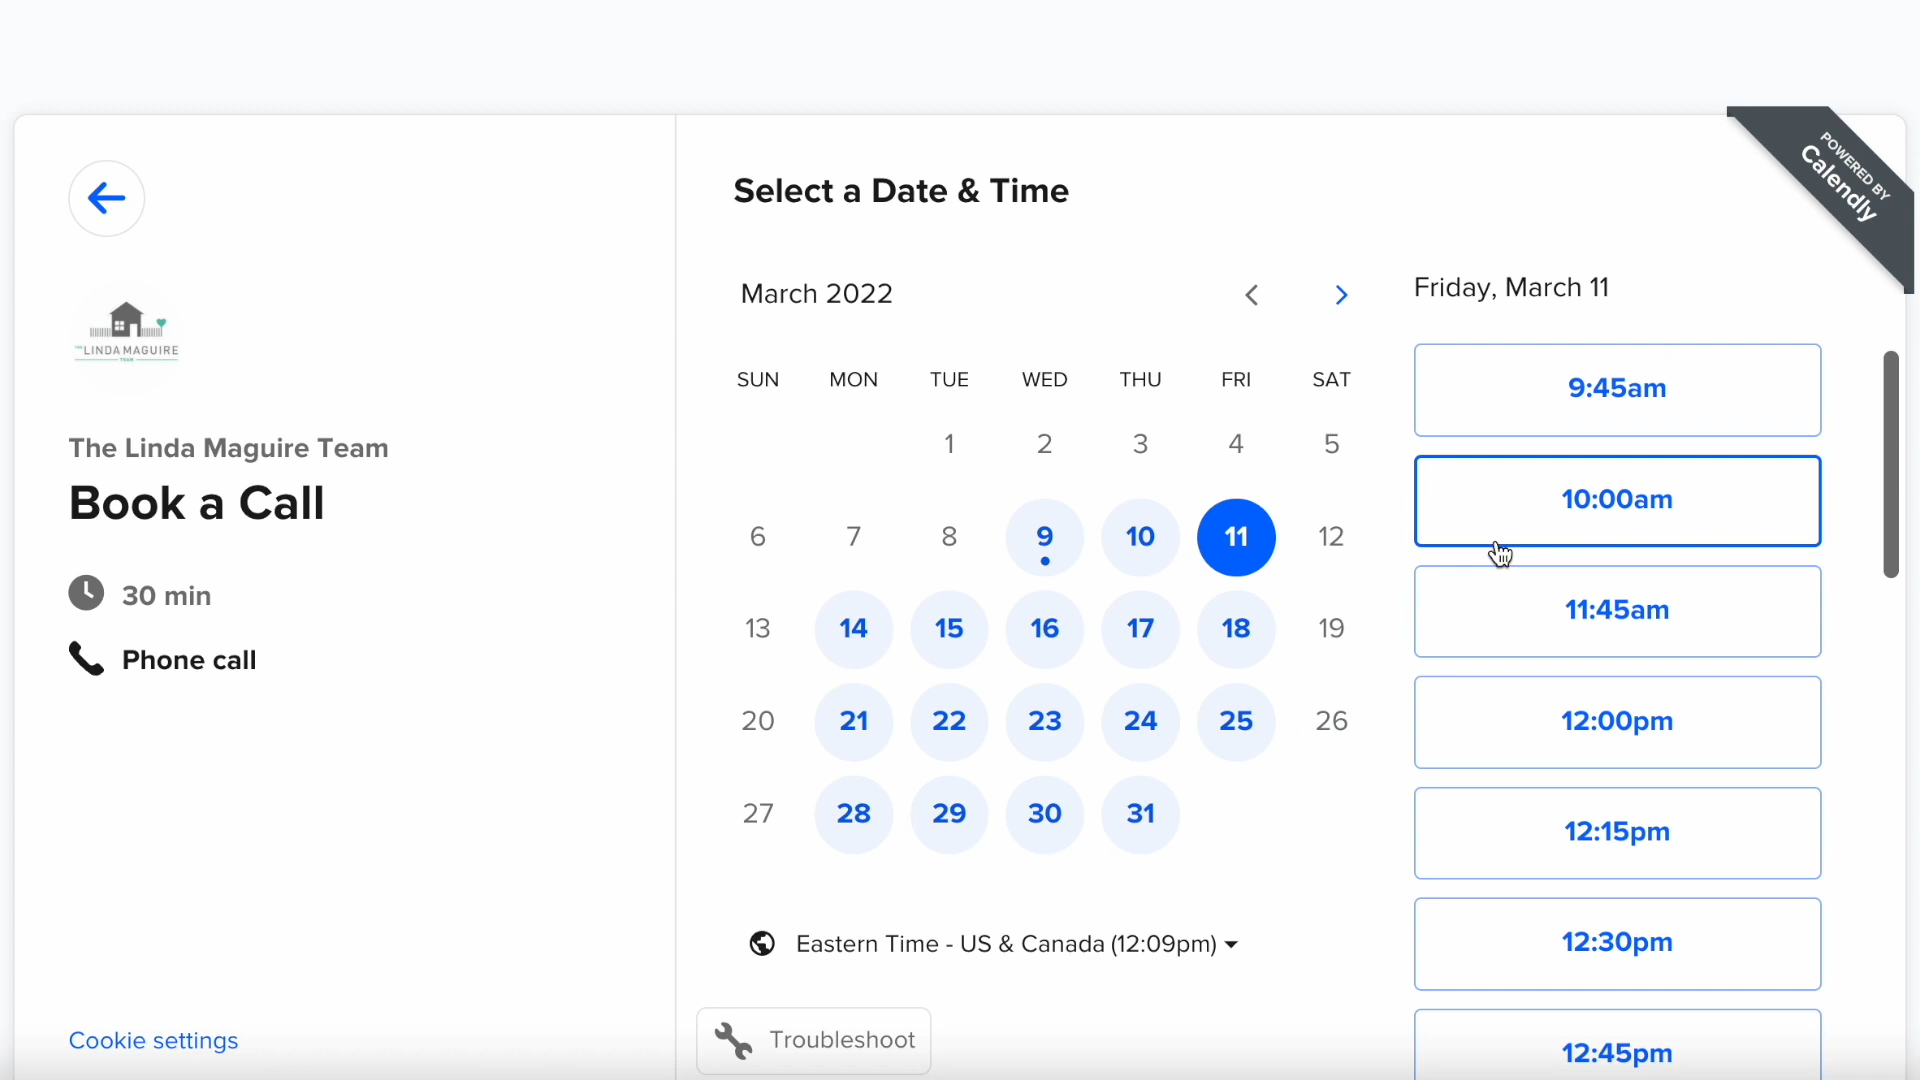 POWERED BY
Calendly
THE
LINDA MAGUIRE
TEAM
The Linda Maguire Team
Book a Call
30 min
Phone call
Cookie settings
Select a Date & Time
March 2022
SUN MON TUE WED THU FRI SAT
1 2 3 4 5
6 7 8 9 10 11 12
13 14 15 16 17 18 19
20 21 22 23 24 25 26
27 28 29 30 31
Eastern Time - US & Canada (12:09pm)
Troubleshoot
Friday, March 11
9:45am
10:00am
11:45am
12:00pm
12:15pm
12:30pm
12:45pm